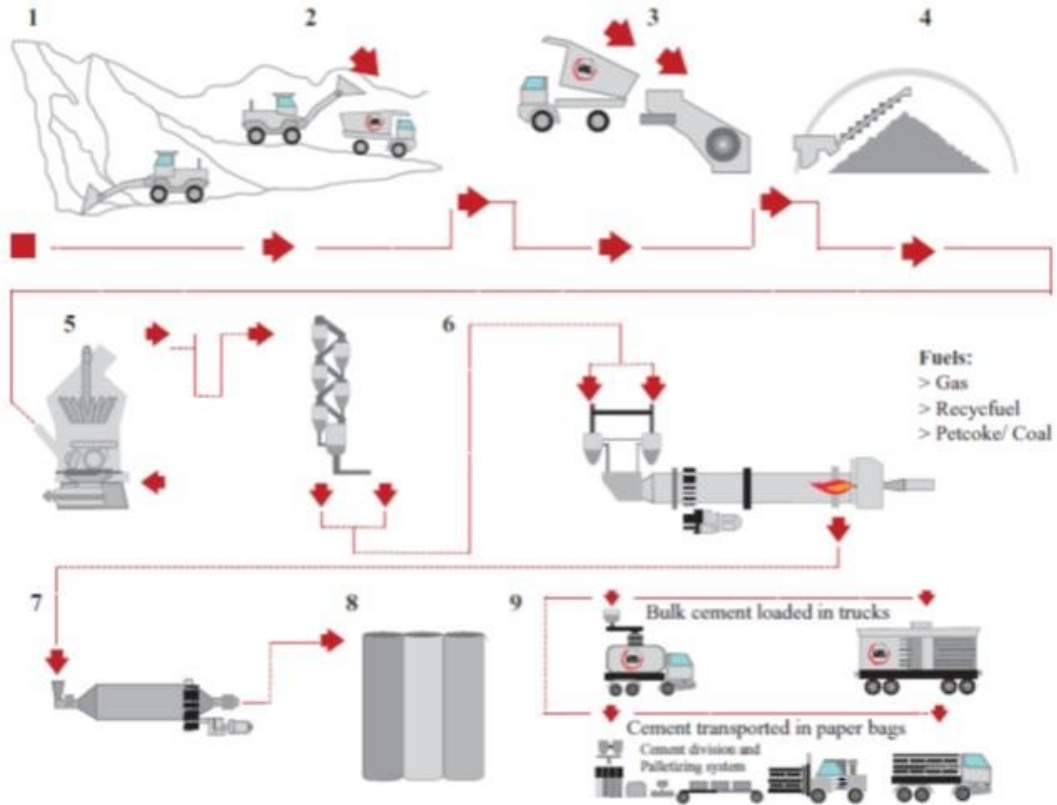 1
2
3
4
5
6
Fuels:
> Gas
> Recycfuel
> Petcoke/ Coal
7
8
9
Bulk cement loaded in trucks
Cement transported in paper bags
Cement division and
Palletizing system